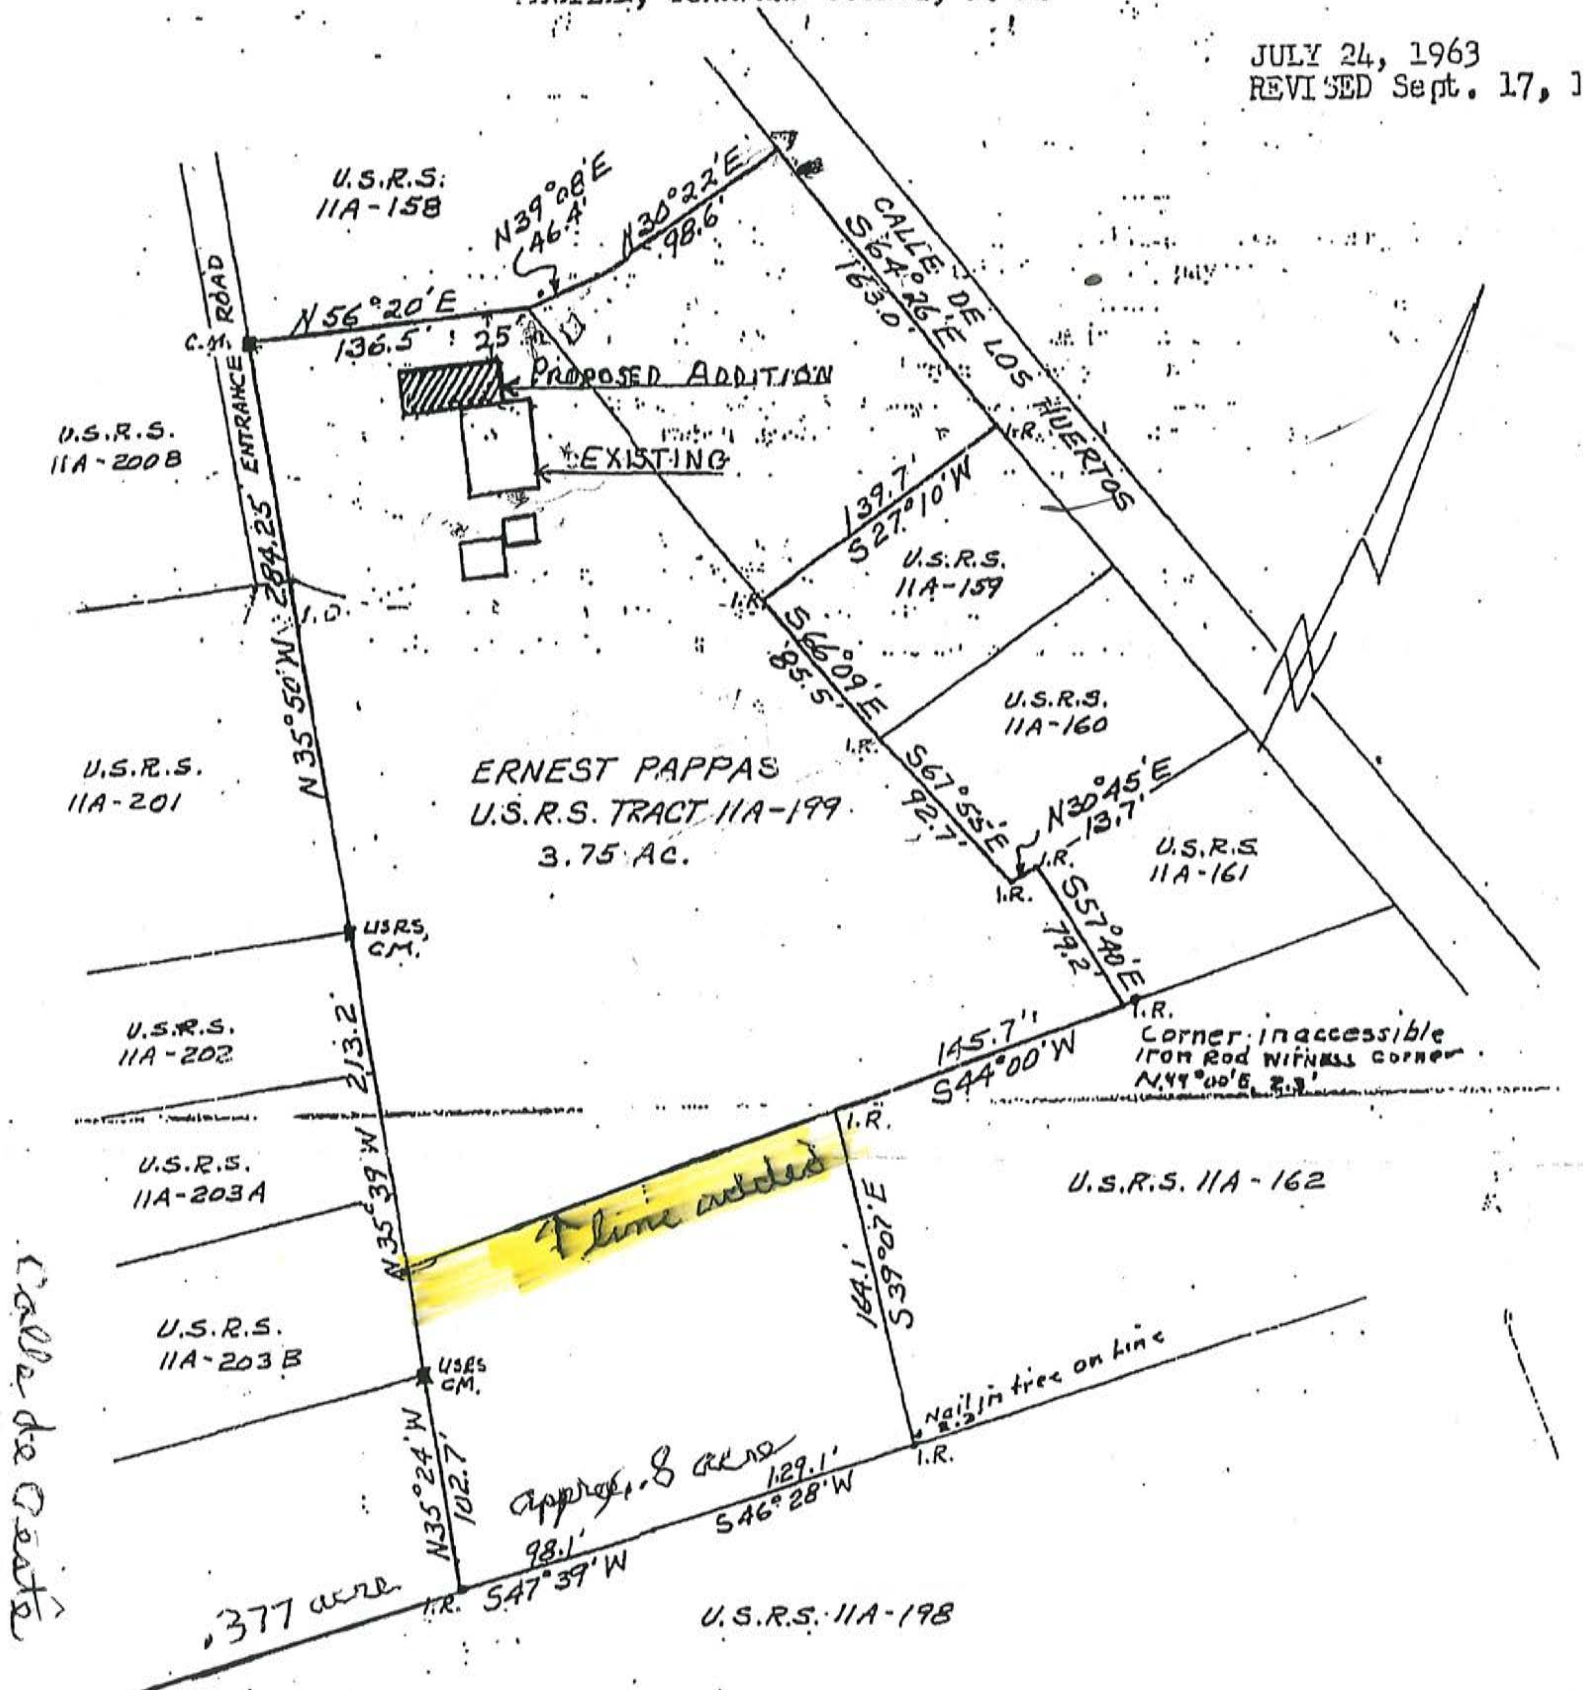 JULY 24, 1963
REVISED Sept. 17, 1
U.S.R.S.
11A-158
N39°08'E
46.4'
N30°22'E
98.6'
CALLE DE LOS HUERTOS
S64°26'E
163.0'
ENTRANCE ROAD
C.M.
N56°20'E
136.5'
25'
PROPOSED ADDITION
EXISTING
U.S.R.S.
11A-200B
284.25
N35°50'W
I.R.
139.7'
S27°10'W
U.S.R.S.
11A-159
I.R.
S66°09'E
85.5'
U.S.R.S.
11A-160
I.R.
S67°55'E
92.7'
N30°45'E
13.7'
U.S.R.S.
11A-201
ERNEST PAPPAS
U.S.R.S. TRACT 11A-199
3.75 AC.
I.R.
I.R.
U.S.R.S.
11A-161
S57°40'E
79.2'
USRS
C.M.
U.S.R.S.
11A-202
213.2'
145.7'
S44°00'W
I.R.
Corner inaccessible
Iron Rod Witness corner
N44°00'E
I.R.
U.S.R.S.
11A-203A
N35°39'W
↑ line added
S39°07'E
164.1'
U.S.R.S. 11A-162
U.S.R.S.
11A-203B
USRS
C.M.
N35°24'W
102.7'
approx. .8 acre
Nail in tree on Line
I.R.
129.1'
S46°28'W
98.1'
S47°39'W
I.R.
.377 acre
U.S.R.S. 11A-198
Calle de Oeste